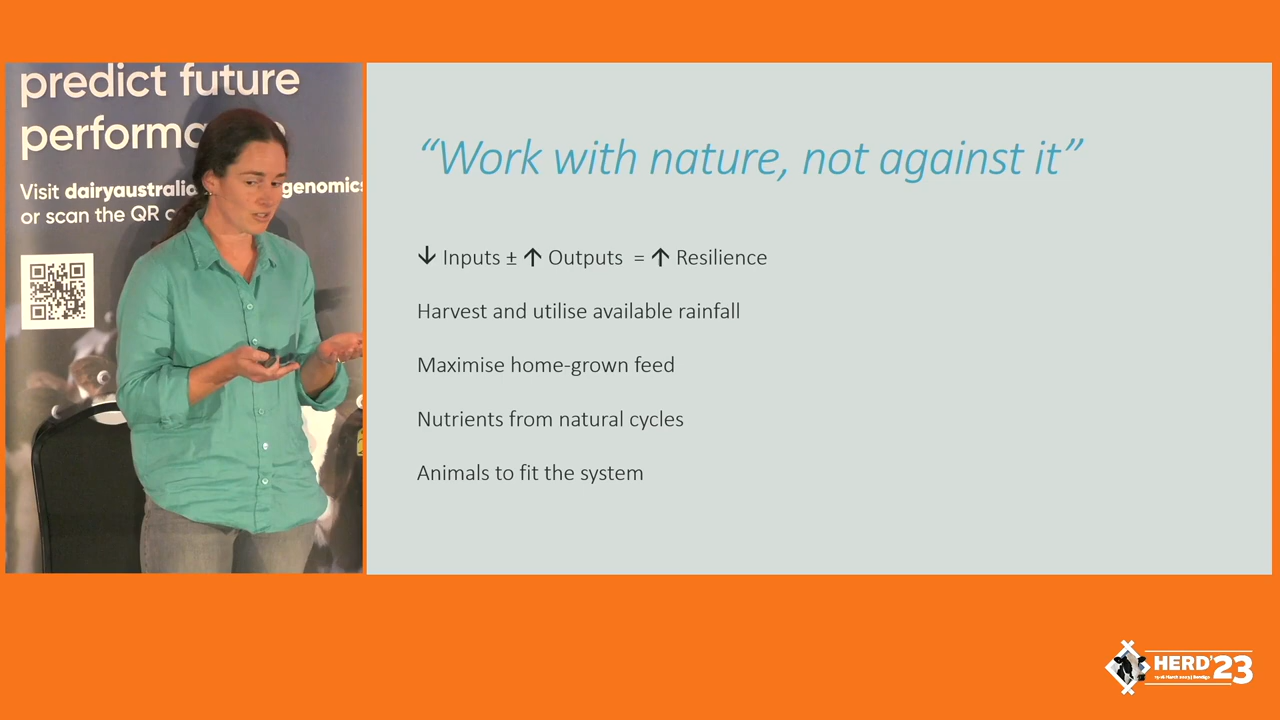 predict future
Visit dairyaustralia genomics
or scan the QR
“Work with nature, not against it”
↓ Inputs ± ↑ Outputs = ↑ Resilience
Harvest and utilise available rainfall
Maximise home-grown feed
Nutrients from natural cycles
Animals to fit the system
HERD'23